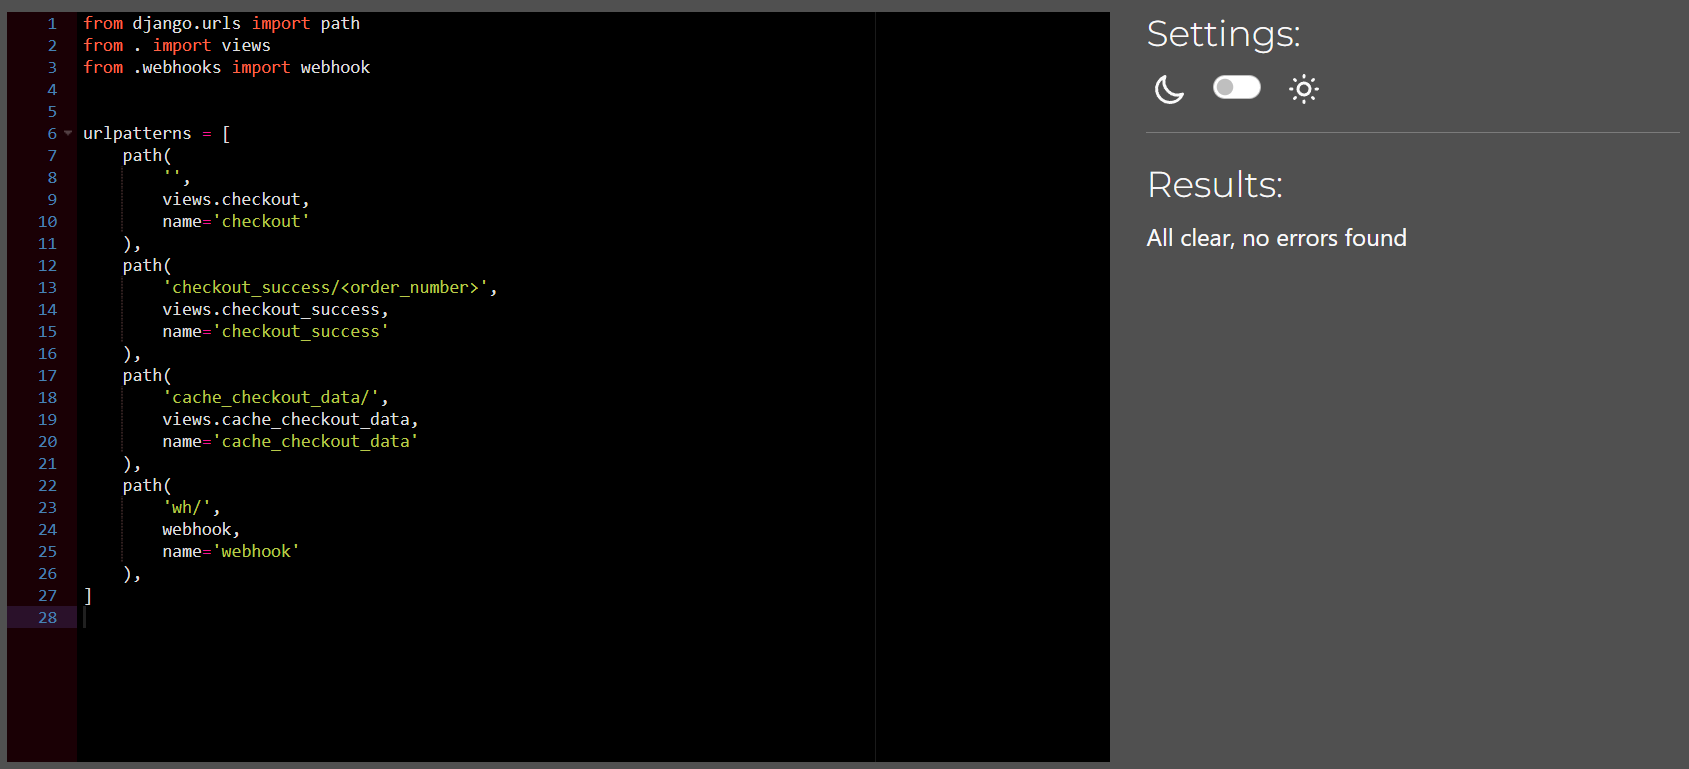 1 from django.urls import path
2 from . import views
3 from .webhooks import webhook
4
5
6 urlpatterns = [
7     path(
8         '',
9         views.checkout,
10         name='checkout'
11     ),
12     path(
13         'checkout_success/<order_number>',
14         views.checkout_success,
15         name='checkout_success'
16     ),
17     path(
18         'cache_checkout_data/',
19         views.cache_checkout_data,
20         name='cache_checkout_data'
21     ),
22     path(
23         'wh/',
24         webhook,
25         name='webhook'
26     ),
27 ]
28
Settings:
Results:
All clear, no errors found